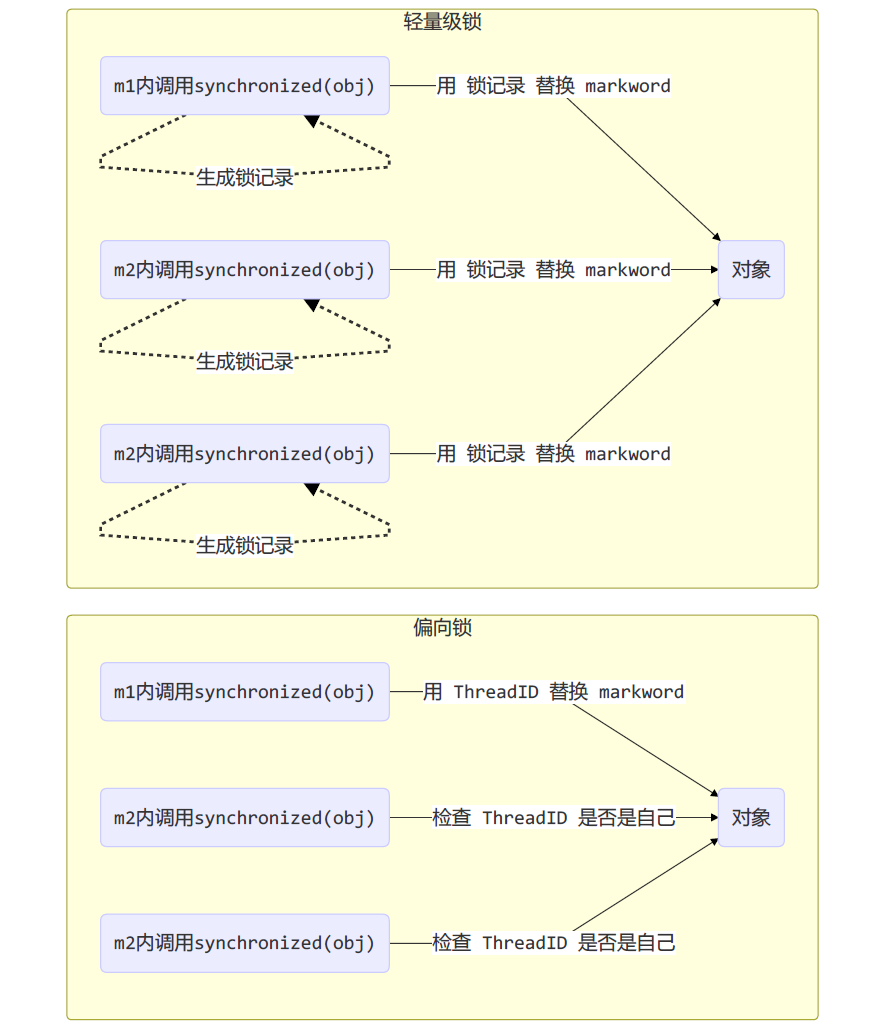 轻量级锁
m1内调用synchronized(obj)
用 锁记录 替换 markword
生成锁记录
m2内调用synchronized(obj)
用 锁记录 替换 markword
对象
生成锁记录
m2内调用synchronized(obj)
用 锁记录 替换 markword
生成锁记录
偏向锁
m1内调用synchronized(obj)
用 ThreadID 替换 markword
m2内调用synchronized(obj)
检查 ThreadID 是否是自己
对象
m2内调用synchronized(obj)
检查 ThreadID 是否是自己